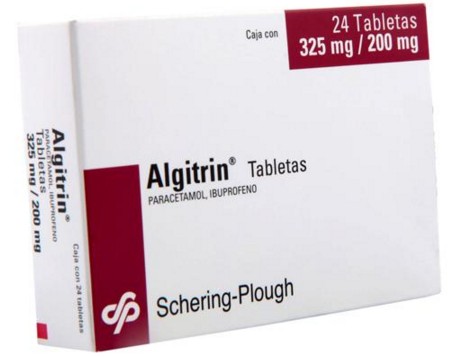 Caja con
24 Tabletas
325 mg / 200 mg
Algitrin® Tabletas
PARACETAMOL, IBUPROFENO
Schering-Plough
Algitrin®
PARACETAMOL, IBUPROFENO
Tabletas
325 mg / 200 mg
Caja con 24 tabletas